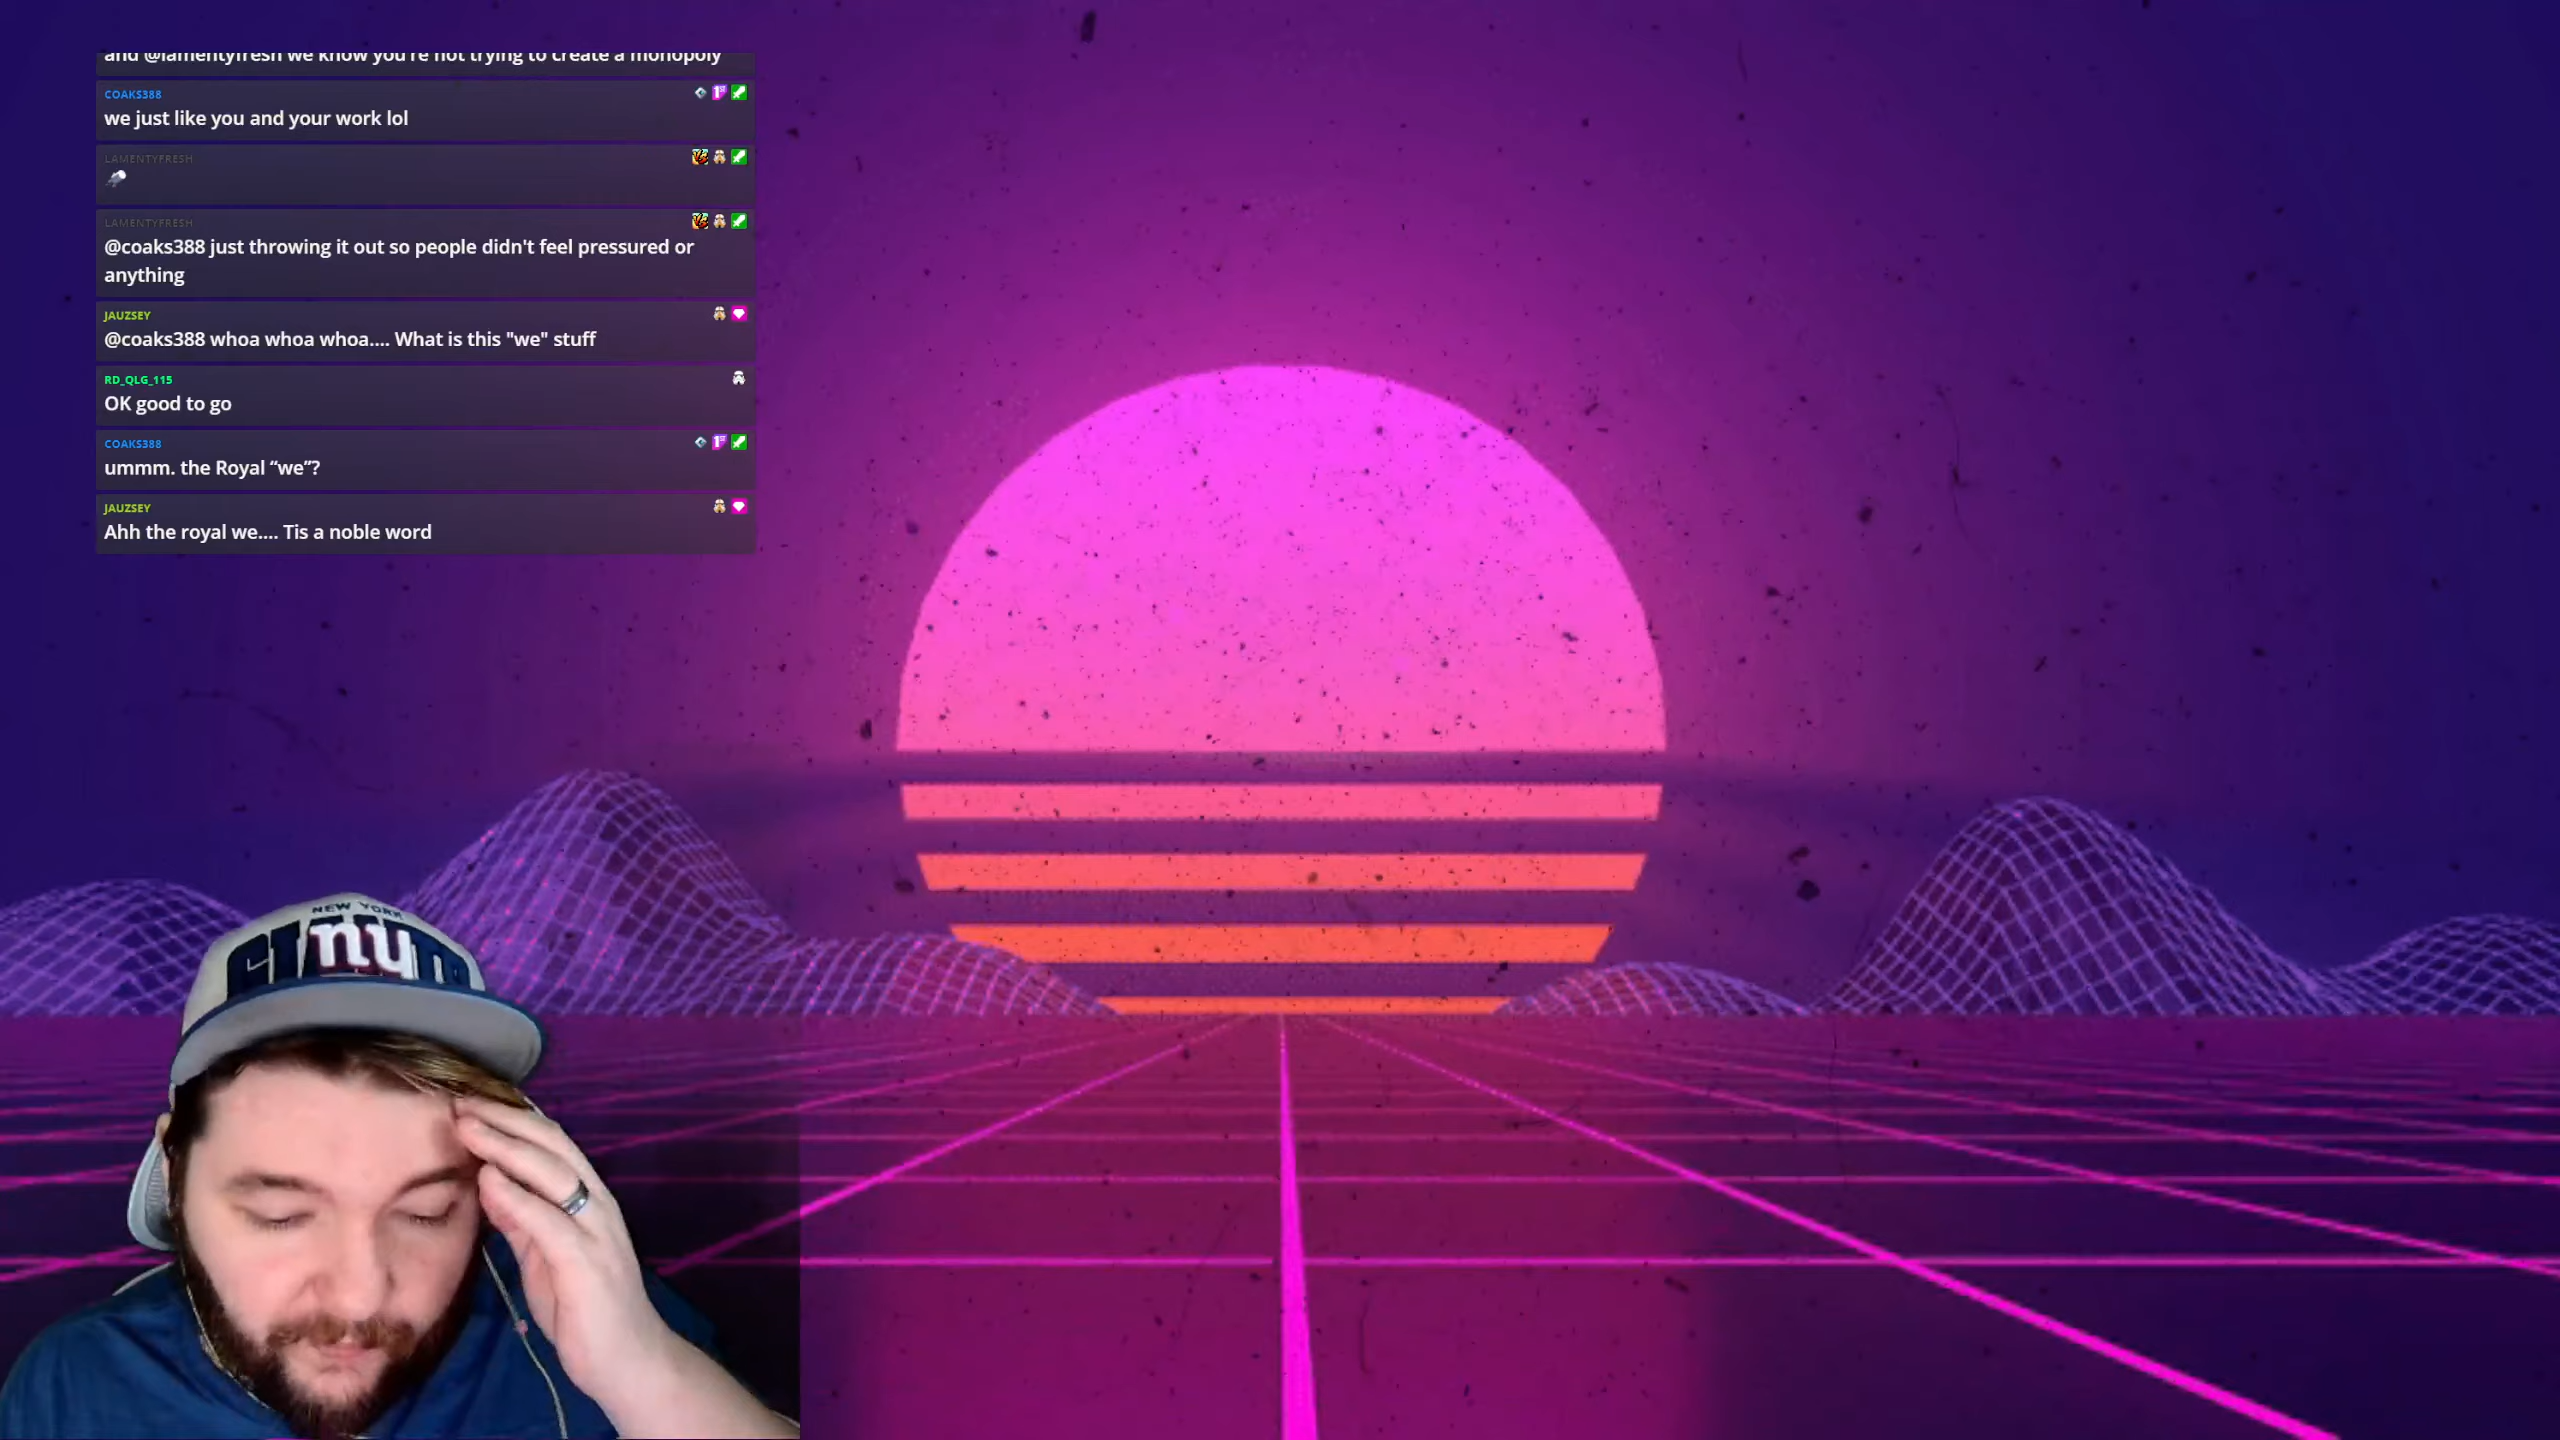 and @lamentyfresh we know you're not trying to create a monopoly
COAKS388
we just like you and your work lol
LAMENTYFRESH
LAMENTYFRESH
@coaks388 just throwing it out so people didn't feel pressured or
anything
JAUZSEY
@coaks388 whoa whoa whoa.... What is this "we" stuff
RD_QLG_115
OK good to go
COAKS388
ummm. the Royal “we”?
JAUZSEY
Ahh the royal we.... Tis a noble word
NEW YORK
ny